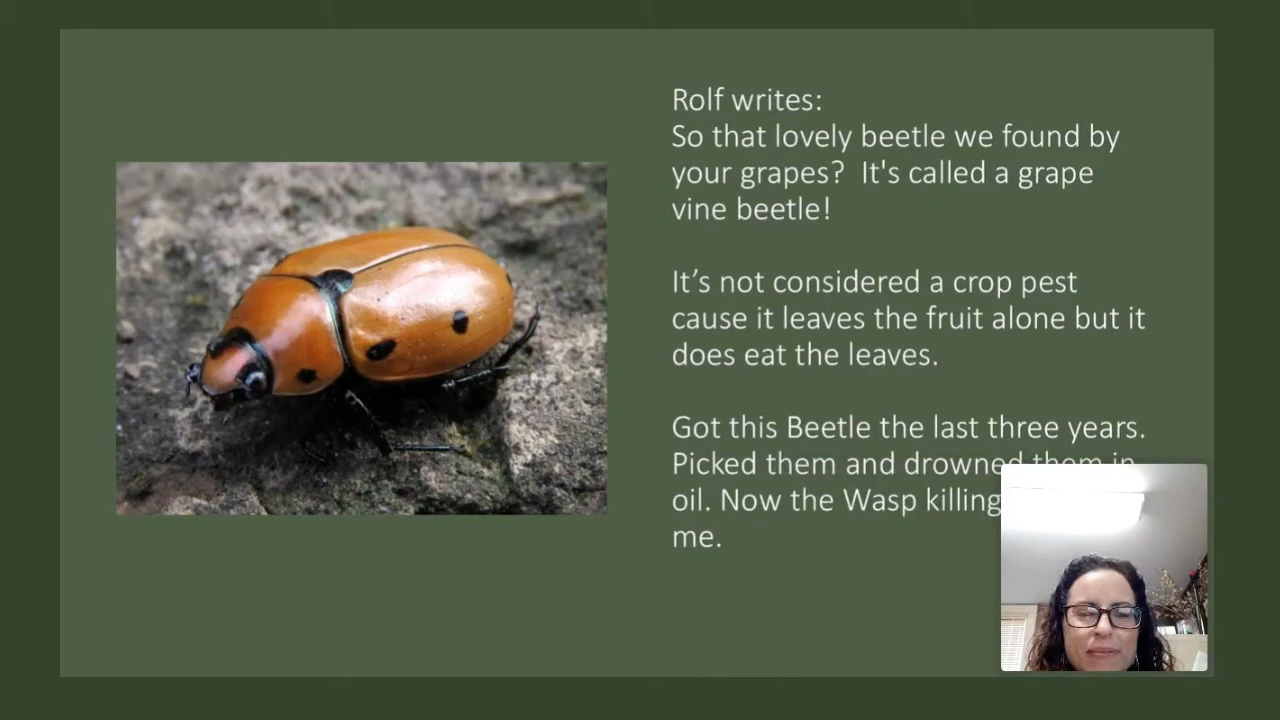 Rolf writes:
So that lovely beetle we found by
your grapes?  It's called a grape
vine beetle!
It’s not considered a crop pest
cause it leaves the fruit alone but it
does eat the leaves.
Got this Beetle the last three years.
Picked them and drowned them in
oil. Now the Wasp killing
me.